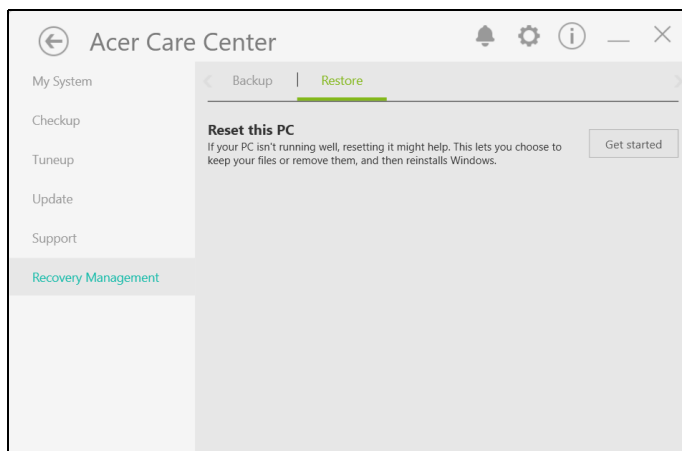 Acer Care Center
My System
Checkup
Tuneup
Update
Support
Recovery Management
Backup
Restore
Reset this PC
If your PC isn't running well, resetting it might help. This lets you choose to
keep your files or remove them, and then reinstalls Windows.
Get started